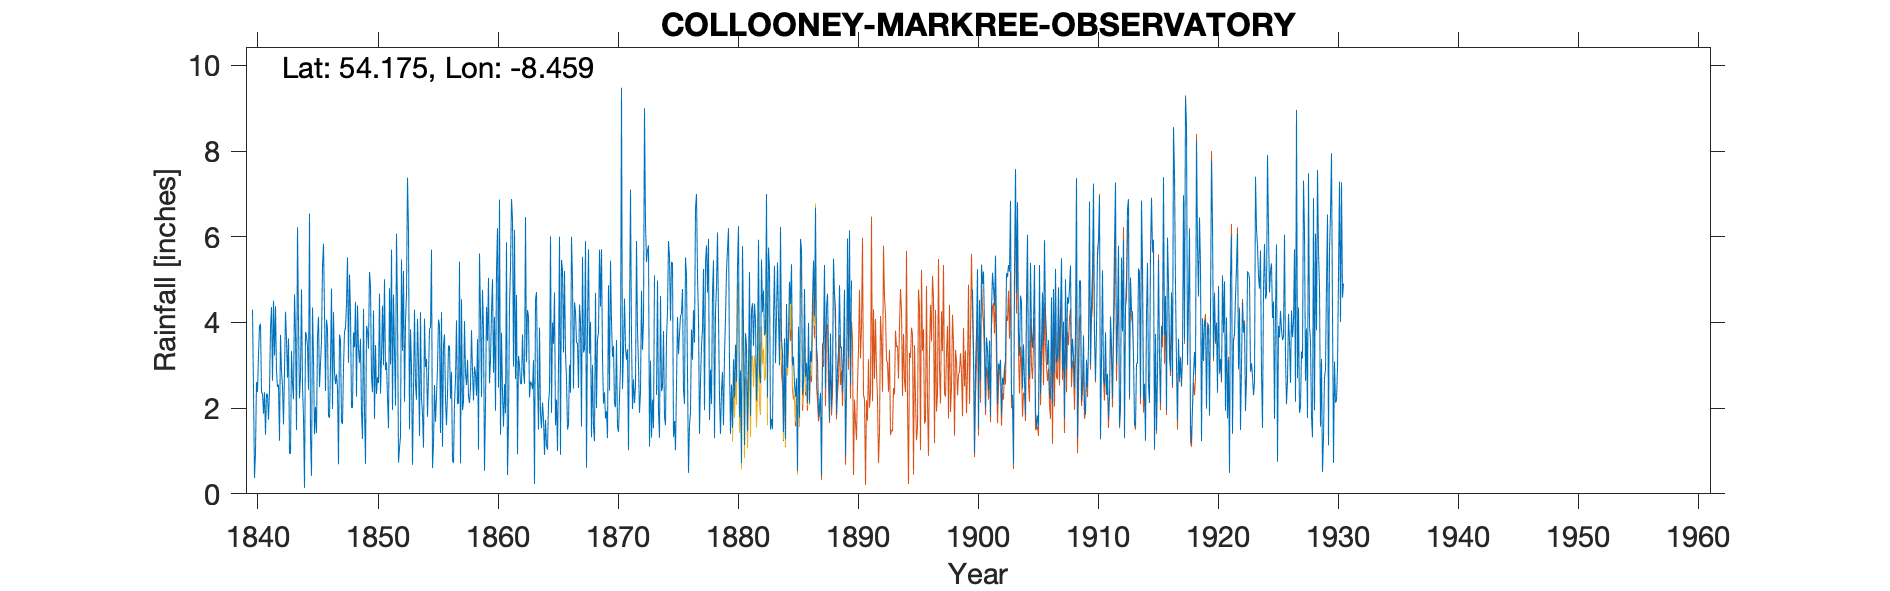 COLLOONEY-MARKREE-OBSERVATORY
Lat: 54.175, Lon: -8.459
10
8
6
4
2
0
Rainfall [inches]
1840 1850 1860 1870 1880 1890 1900 1910 1920 1930 1940 1950 1960
Year